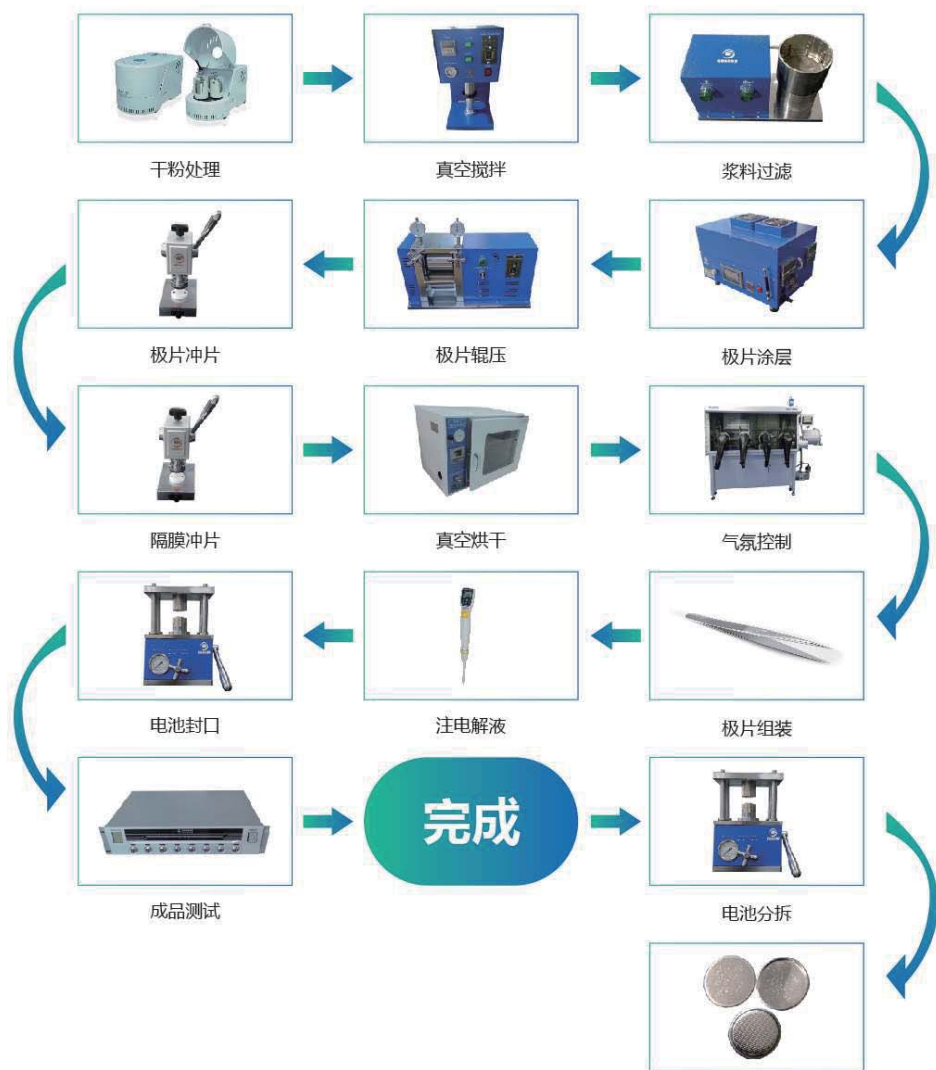 干粉处理
真空搅拌
浆料过滤
极片冲片
极片辊压
极片涂层
隔膜冲片
真空烘干
气氛控制
电池封口
注电解液
极片组装
成品测试
完成
电池分拆